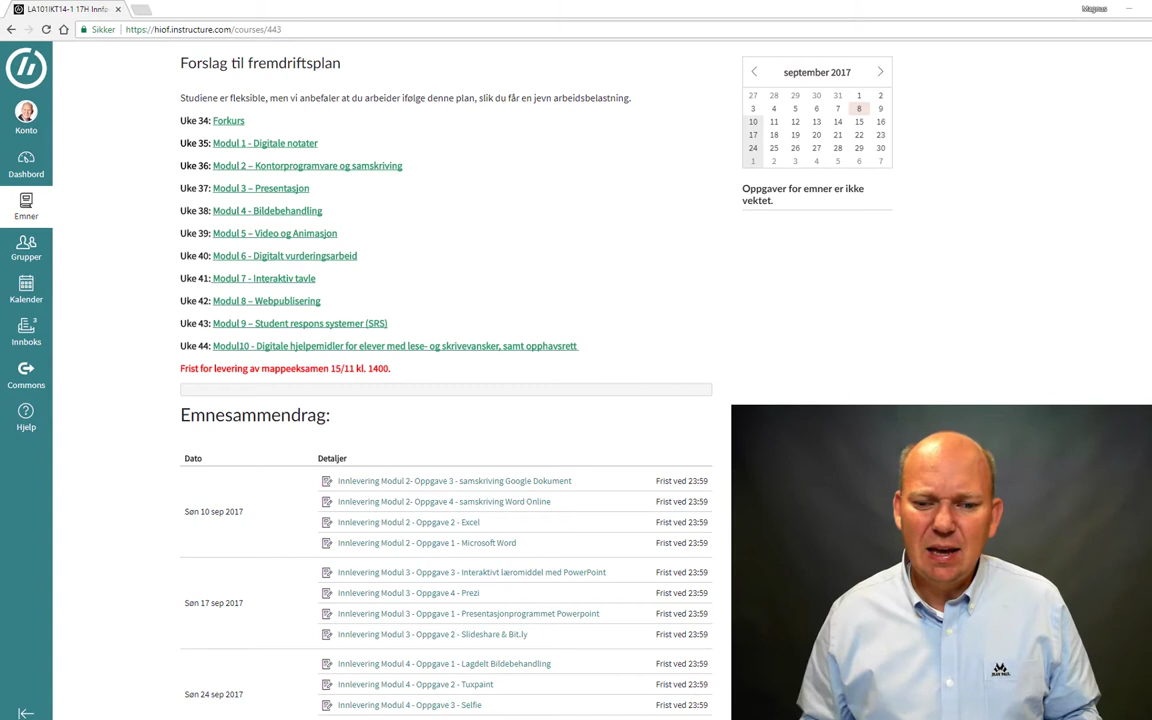 LA101IKT14-1 17H Innfø
Magnus
Sikker
https://hiof.instructure.com/courses/443
Konto
Dashbord
Emner
Grupper
Kalender
3
Innboks
Commons
Hjelp
Forslag til fremdriftsplan
Studiene er fleksible, men vi anbefaler at du arbeider ifølge denne plan, slik du får en jevn arbeidsbelastning.
Uke 34: Forkurs
Uke 35: Modul 1 - Digitale notater
Uke 36: Modul 2 – Kontorprogramvare og samskriving
Uke 37: Modul 3 – Presentasjon
Uke 38: Modul 4 - Bildebehandling
Uke 39: Modul 5 – Video og Animasjon
Uke 40: Modul 6 - Digitalt vurderingsarbeid
Uke 41: Modul 7 - Interaktiv tavle
Uke 42: Modul 8 – Webpublisering
Uke 43: Modul 9 – Student respons systemer (SRS)
Uke 44: Modul10 - Digitale hjelpemidler for elever med lese- og skrivevansker, samt opphavsrett
Frist for levering av mappeeksamen 15/11 kl. 1400.
Emnesammendrag:
Dato Detaljer
Søn 10 sep 2017
Innlevering Modul 2- Oppgave 3 - samskriving Google Dokument Frist ved 23:59
Innlevering Modul 2- Oppgave 4 - samskriving Word Online Frist ved 23:59
Innlevering Modul 2 - Oppgave 2 - Excel Frist ved 23:59
Innlevering Modul 2 - Oppgave 1 - Microsoft Word Frist ved 23:59
Søn 17 sep 2017
Innlevering Modul 3 - Oppgave 3 - Interaktivt læromiddel med PowerPoint Frist ved 23:59
Innlevering Modul 3 - Oppgave 4 - Prezi Frist ved 23:59
Innlevering Modul 3 - Oppgave 1 - Presentasjonprogrammet Powerpoint Frist ved 23:59
Innlevering Modul 3 - Oppgave 2 - Slideshare & Bit.ly Frist ved 23:59
Søn 24 sep 2017
Innlevering Modul 4 - Oppgave 1 - Lagdelt Bildebehandling Frist ved 23:59
Innlevering Modul 4 - Oppgave 2 - Tuxpaint Frist ved 23:59
Innlevering Modul 4 - Oppgave 3 - Selfie Frist ved 23:59
september 2017
27 28 29 30 31 1 2
3 4 5 6 7 8 9
10 11 12 13 14 15 16
17 18 19 20 21 22 23
24 25 26 27 28 29 30
1 2 3 4 5 6 7
Oppgaver for emner er ikke
vektet.